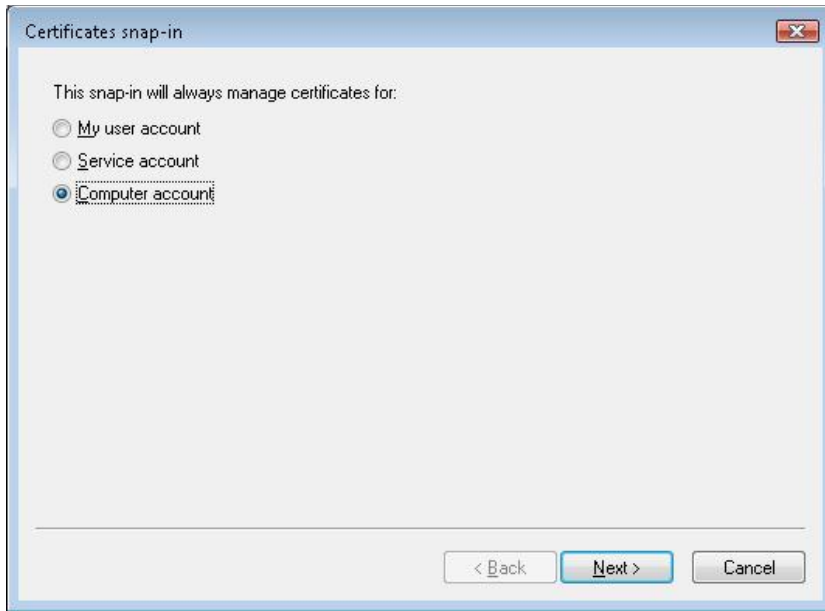 Certificates snap-in
This snap-in will always manage certificates for:
My user account
Service account
Computer account
< Back
Next >
Cancel